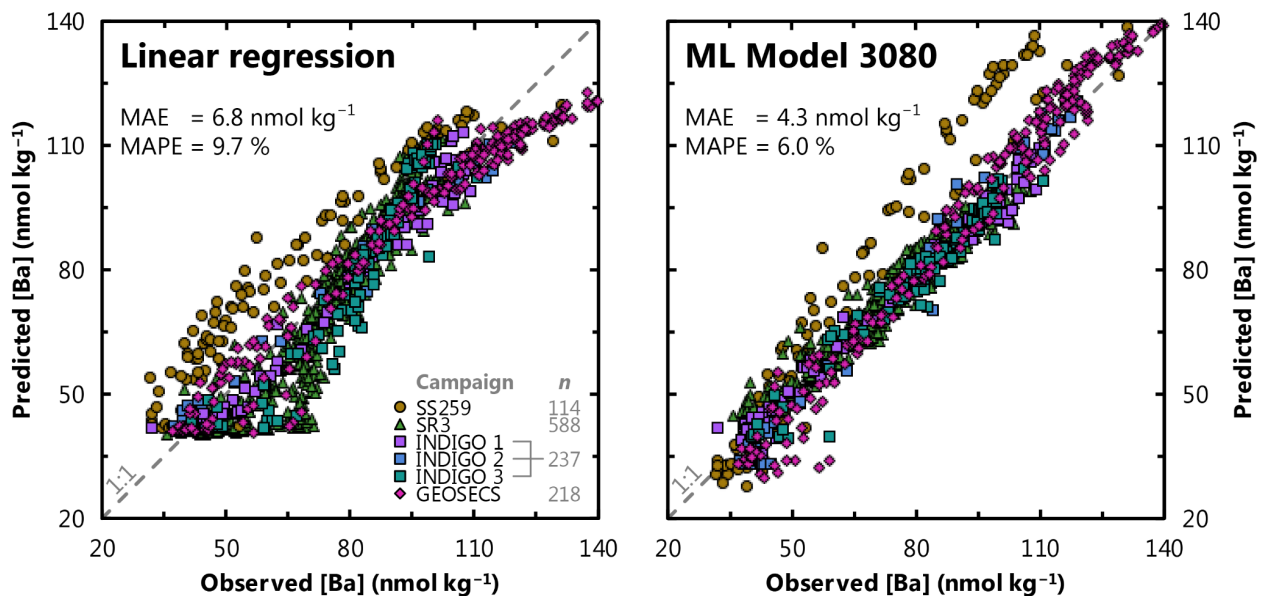 Linear regression
MAE = 6.8 nmol kg⁻¹
MAPE = 9.7 %
Predicted [Ba] (nmol kg⁻¹)
140
110
80
50
20
1:1
Campaign n
SS259 114
SR3 588
INDIGO 1
INDIGO 2 237
INDIGO 3
GEOSECS 218
20 50 80 110 140
Observed [Ba] (nmol kg⁻¹)
ML Model 3080
MAE = 4.3 nmol kg⁻¹
MAPE = 6.0 %
1:1
140
110
80
50
20
Predicted [Ba] (nmol kg⁻¹)
20 50 80 110 140
Observed [Ba] (nmol kg⁻¹)